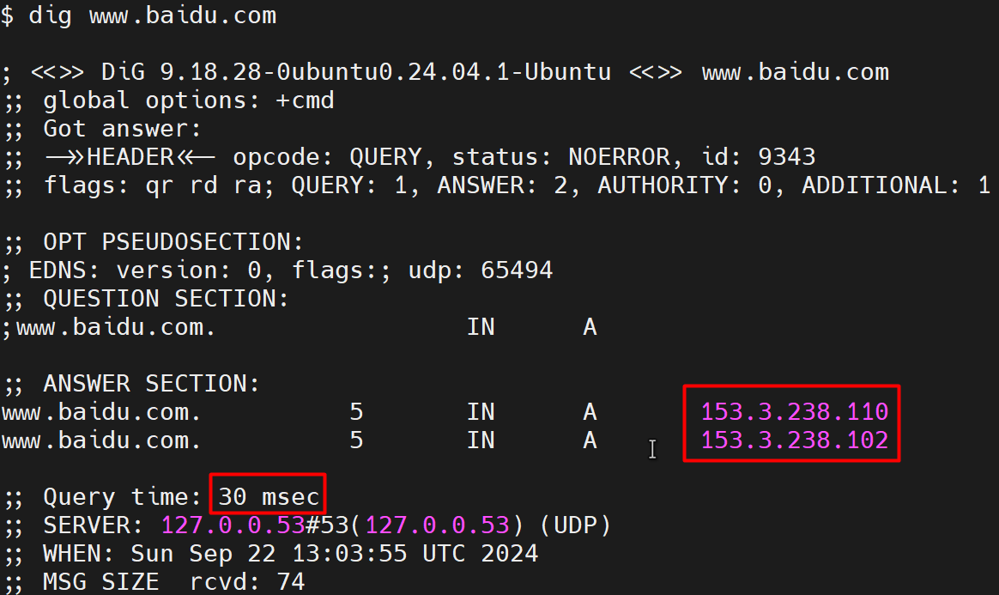 $ dig www.baidu.com
; <<>> DiG 9.18.28-0ubuntu0.24.04.1-Ubuntu <<>> www.baidu.com
;; global options: +cmd
;; Got answer:
;; ->>HEADER<<- opcode: QUERY, status: NOERROR, id: 9343
;; flags: qr rd ra; QUERY: 1, ANSWER: 2, AUTHORITY: 0, ADDITIONAL: 1
;; OPT PSEUDOSECTION:
; EDNS: version: 0, flags:; udp: 65494
;; QUESTION SECTION:
;www.baidu.com. IN A
;; ANSWER SECTION:
www.baidu.com. 5 IN A 153.3.238.110
www.baidu.com. 5 IN A 153.3.238.102
;; Query time: 30 msec
;; SERVER: 127.0.0.53#53(127.0.0.53) (UDP)
;; WHEN: Sun Sep 22 13:03:55 UTC 2024
;; MSG SIZE rcvd: 74